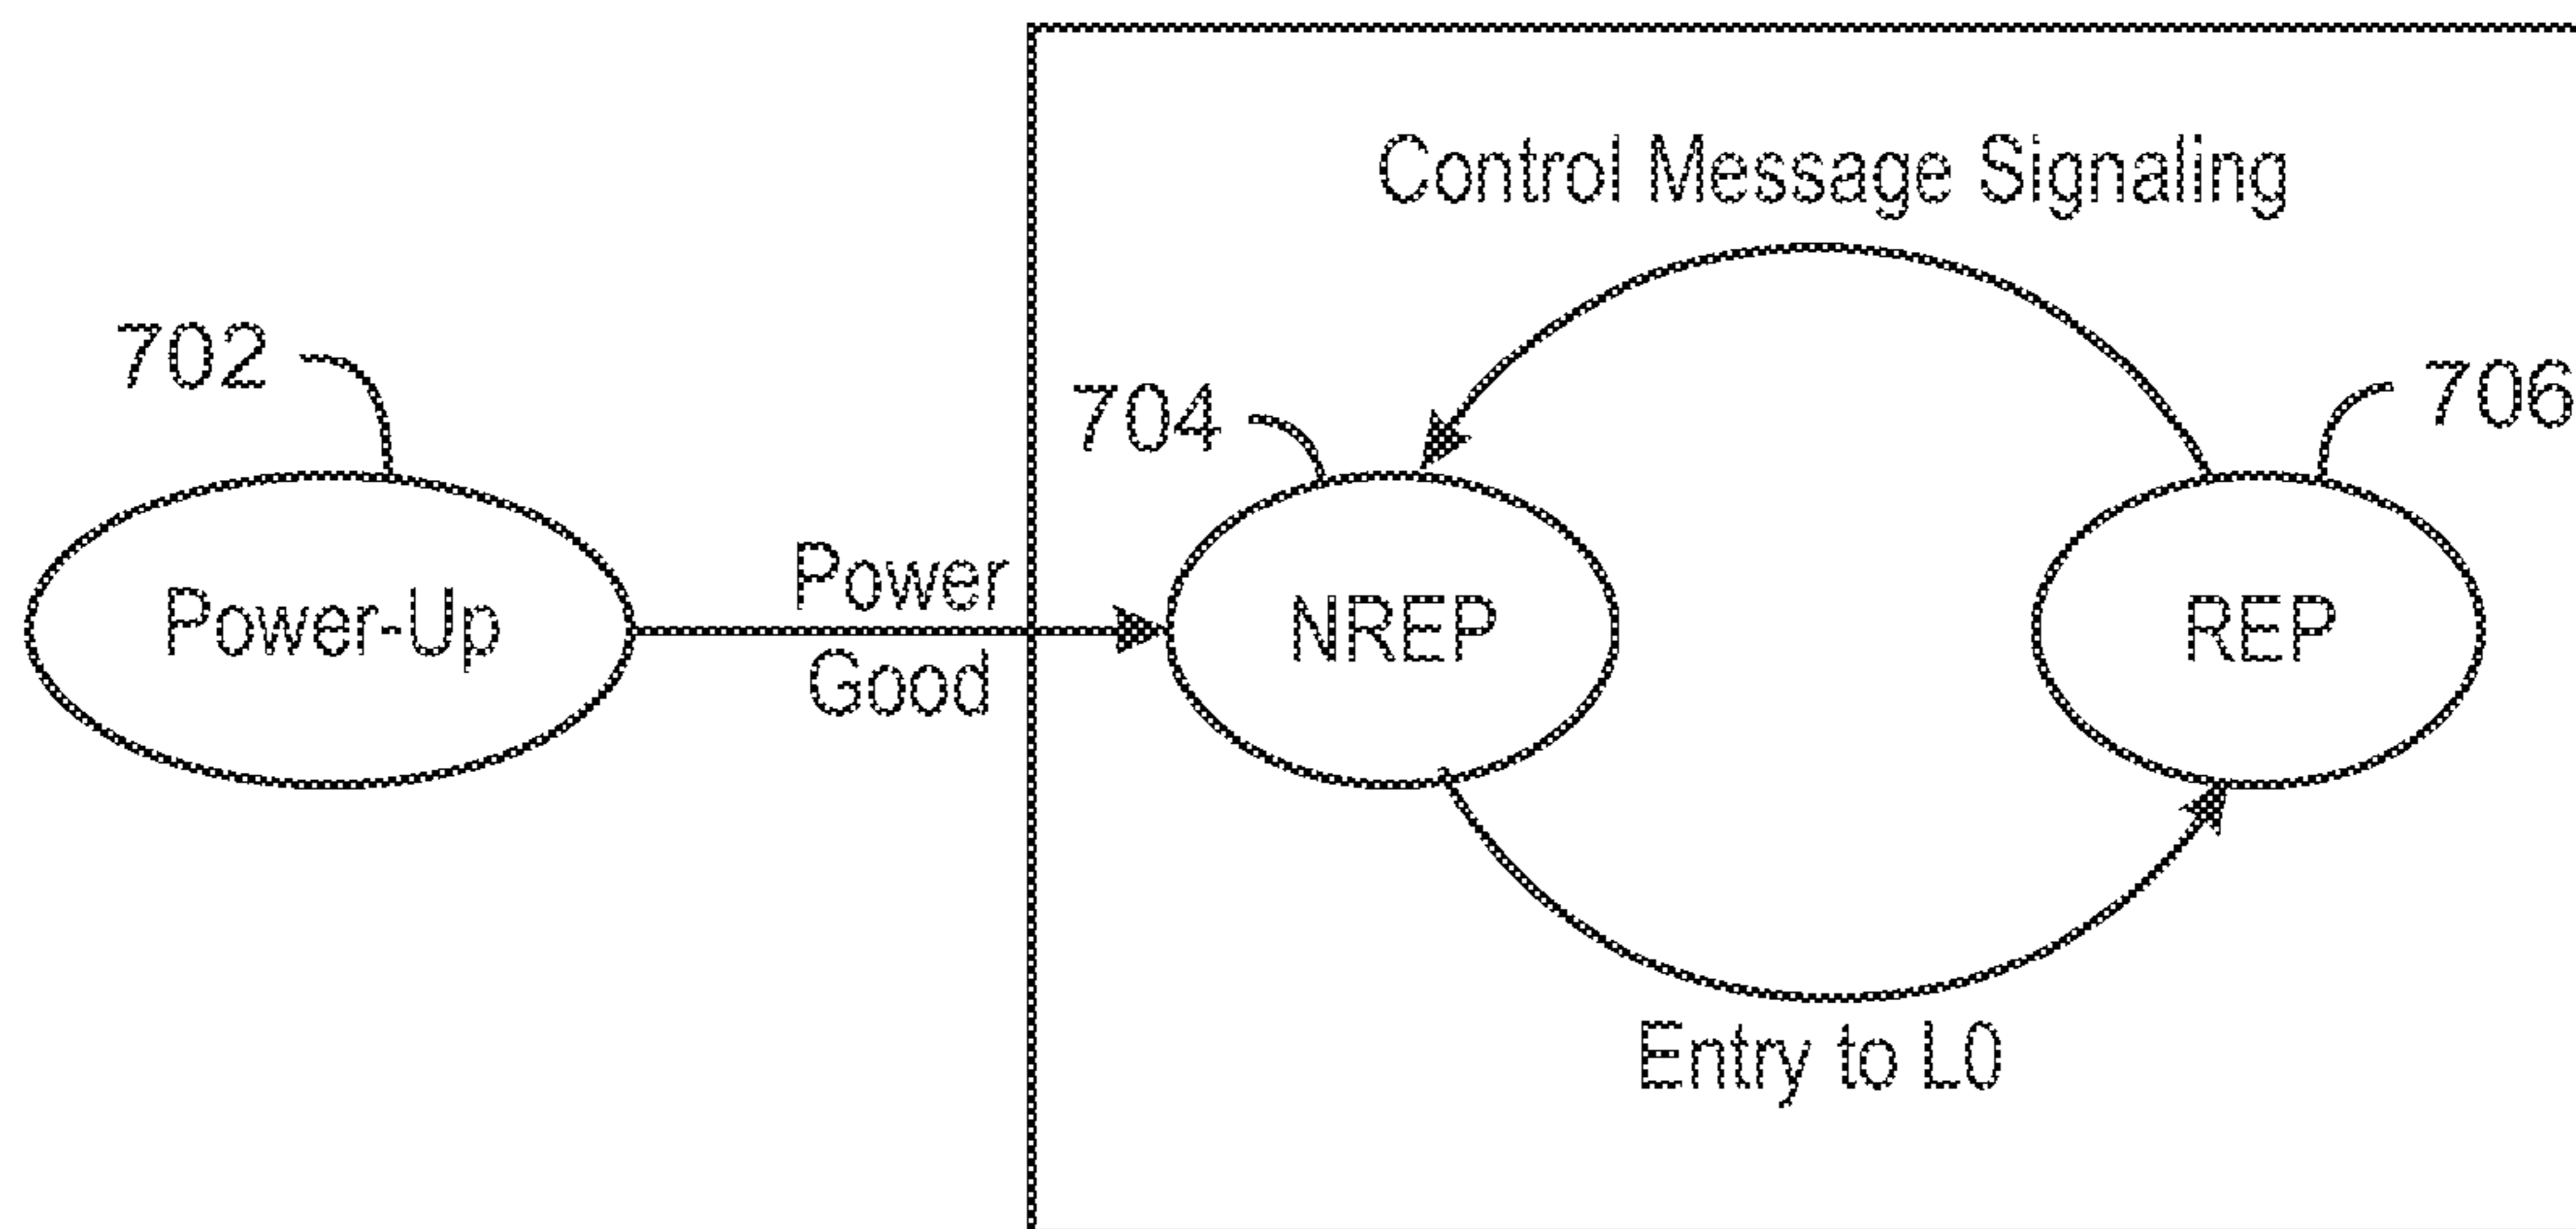 Control Message Signaling
702
704
706
Power-Up
Power
Good
NREP
REP
Entry to L0